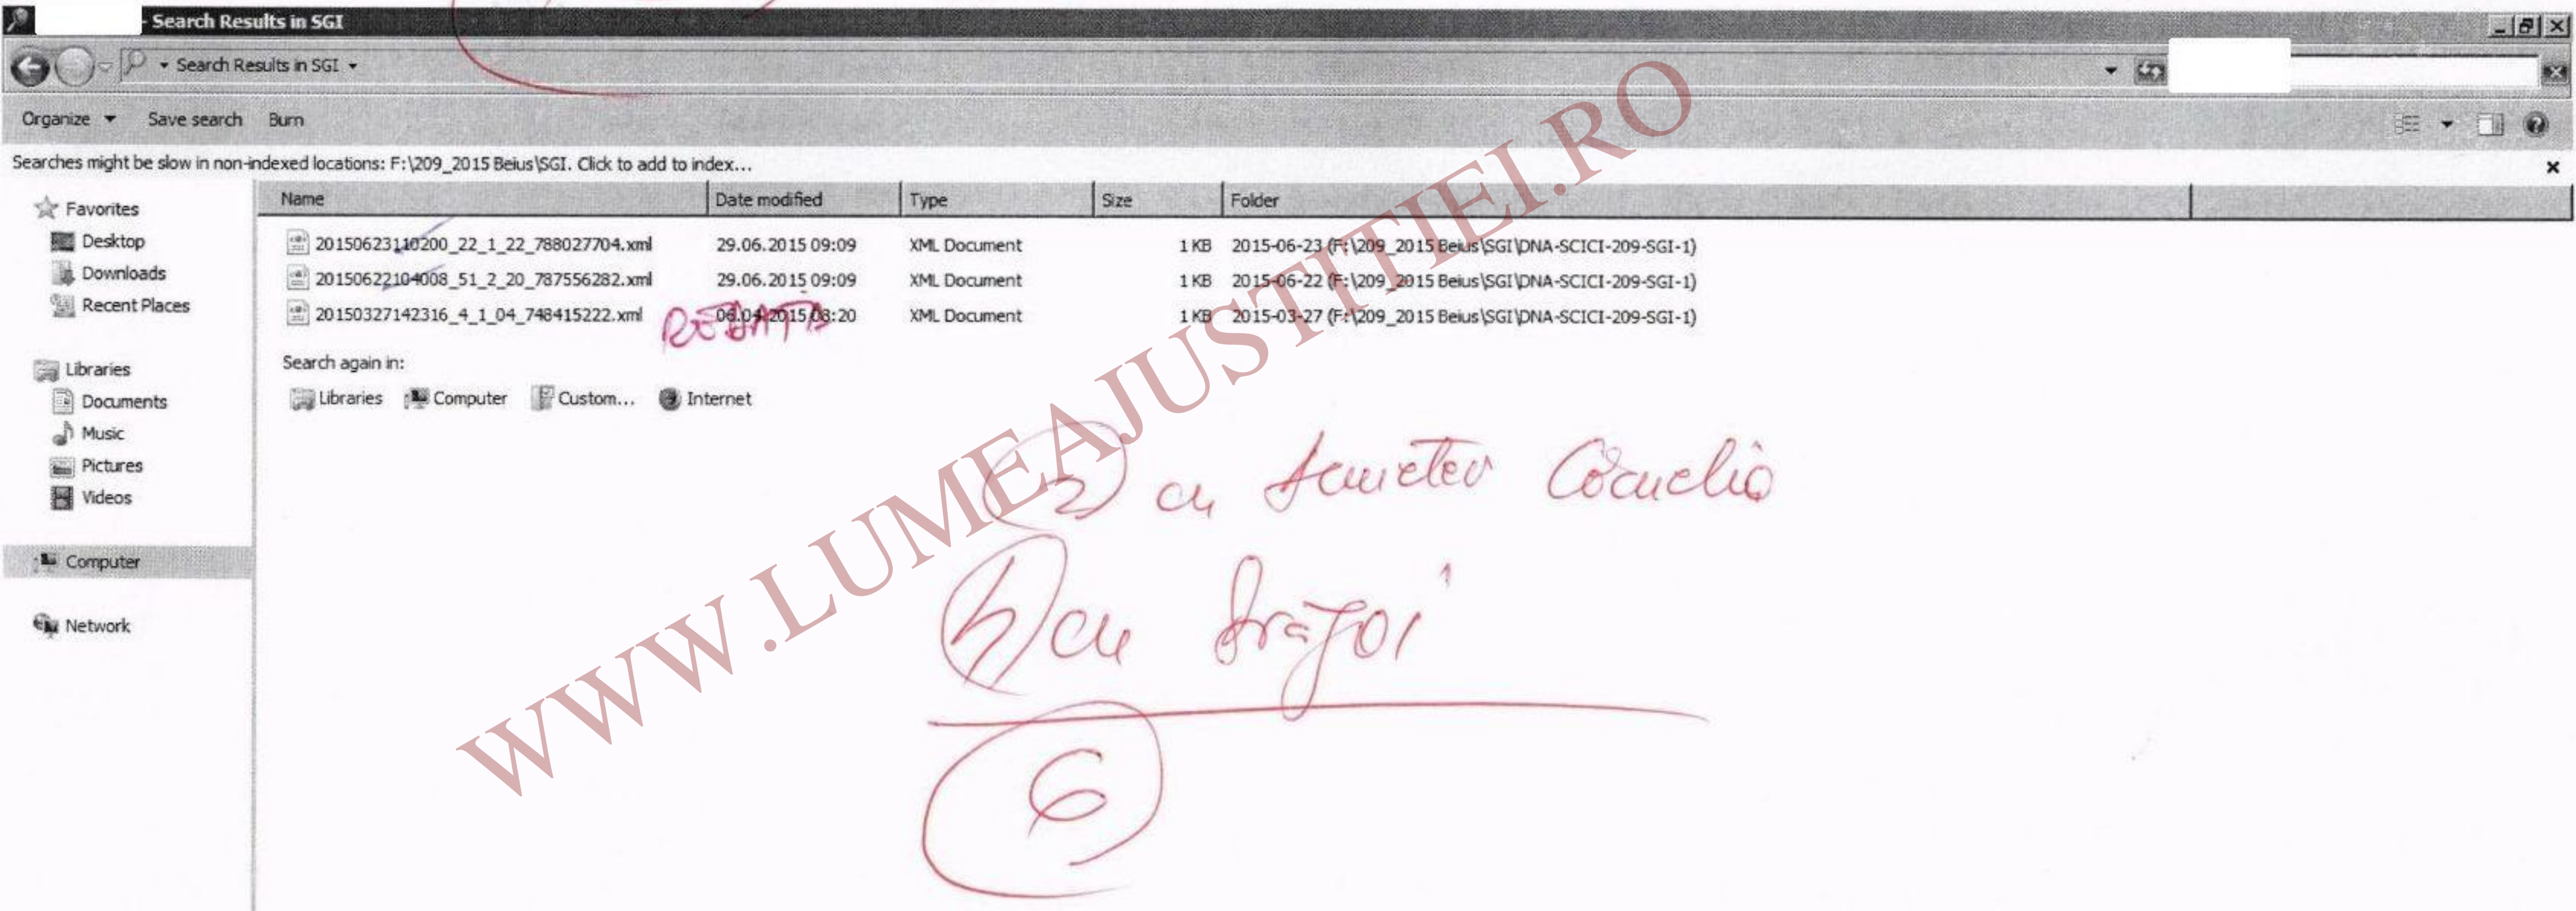 - Search Results in SGI
Search Results in SGI
Organize Save search Burn
Searches might be slow in non-indexed locations: F:\209_2015 Beius\SGI. Click to add to index...
Name Date modified Type Size Folder
20150623110200_22_1_22_788027704.xml 29.06.2015 09:09 XML Document 1 KB 2015-06-23 (F:\209_2015 Beius\SGI\DNA-SCICI-209-SGI-1)
20150622104008_51_2_20_787556282.xml 29.06.2015 09:09 XML Document 1 KB 2015-06-22 (F:\209_2015 Beius\SGI\DNA-SCICI-209-SGI-1)
20150327142316_4_1_04_748415222.xml 06.04.2015 08:20 XML Document 1 KB 2015-03-27 (F:\209_2015 Beius\SGI\DNA-SCICI-209-SGI-1)
REDATĂ
Search again in:
Libraries Computer Custom... Internet
Favorites
Desktop
Downloads
Recent Places
Libraries
Documents
Music
Pictures
Videos
Computer
Network
2 cu Demeter Cornelia
cu Drăgoi
6
WWW.LUMEAJUSTITIEI.RO